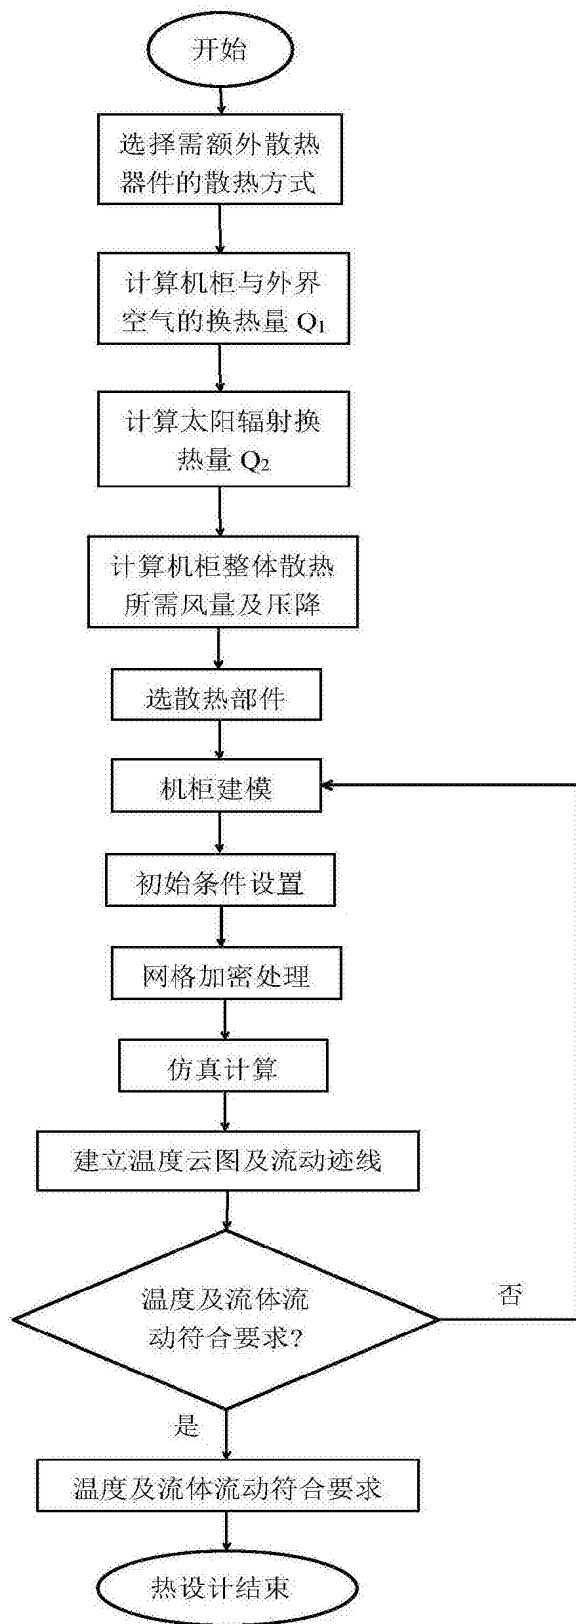 开始
选择需额外散热
器件的散热方式
计算机柜与外界
空气的换热量 Q₁
计算太阳辐射换
热量 Q₂
计算机柜整体散热
所需风量及压降
选散热部件
机柜建模
初始条件设置
网格加密处理
仿真计算
建立温度云图及流动迹线
温度及流体流
动符合要求?
否
是
温度及流体流动符合要求
热设计结束